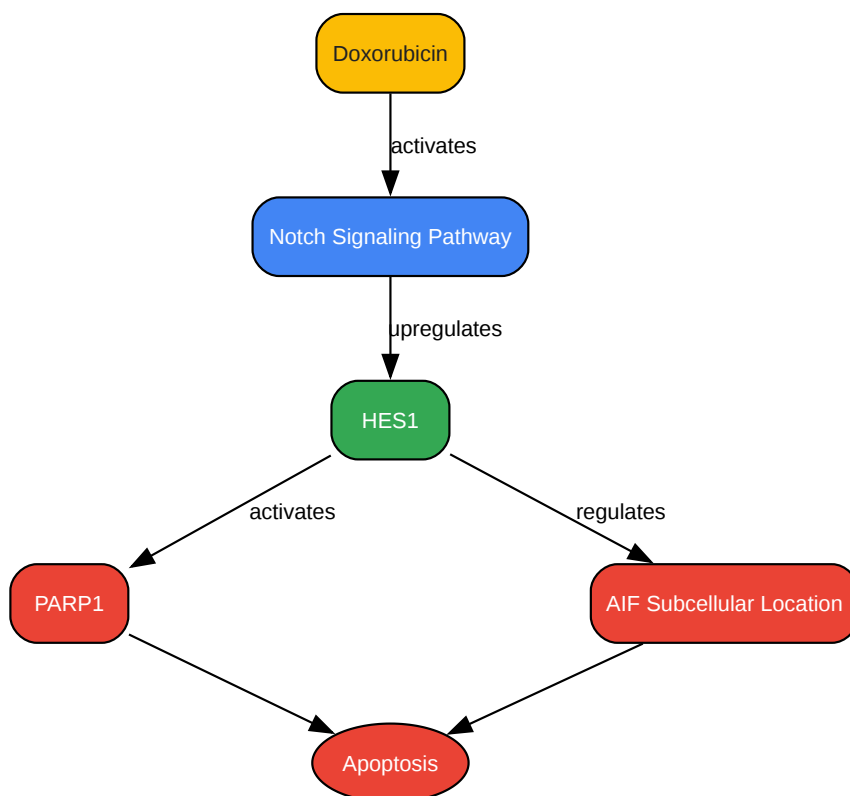 Doxorubicin
activates
Notch Signaling Pathway
upregulates
HES1
activates
regulates
PARP1
AIF Subcellular Location
Apoptosis